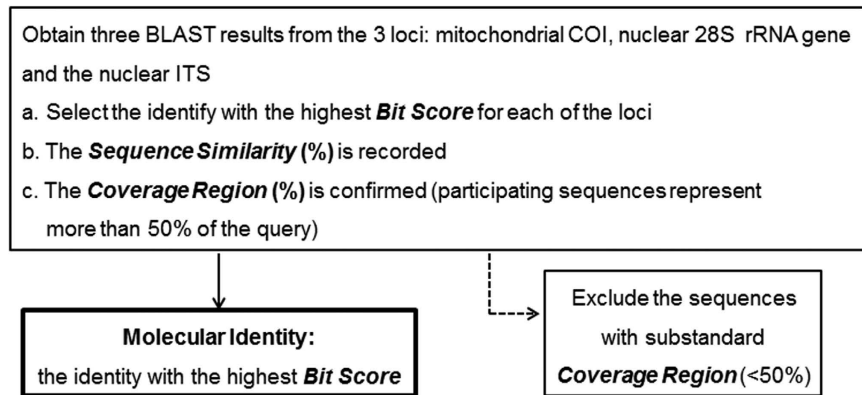 Obtain three BLAST results from the 3 loci: mitochondrial COI, nuclear 28S rRNA gene
and the nuclear ITS
a. Select the identify with the highest Bit Score for each of the loci
b. The Sequence Similarity (%) is recorded
c. The Coverage Region (%) is confirmed (participating sequences represent
more than 50% of the query)
Molecular Identity:
the identity with the highest Bit Score
Exclude the sequences
with substandard
Coverage Region (<50%)